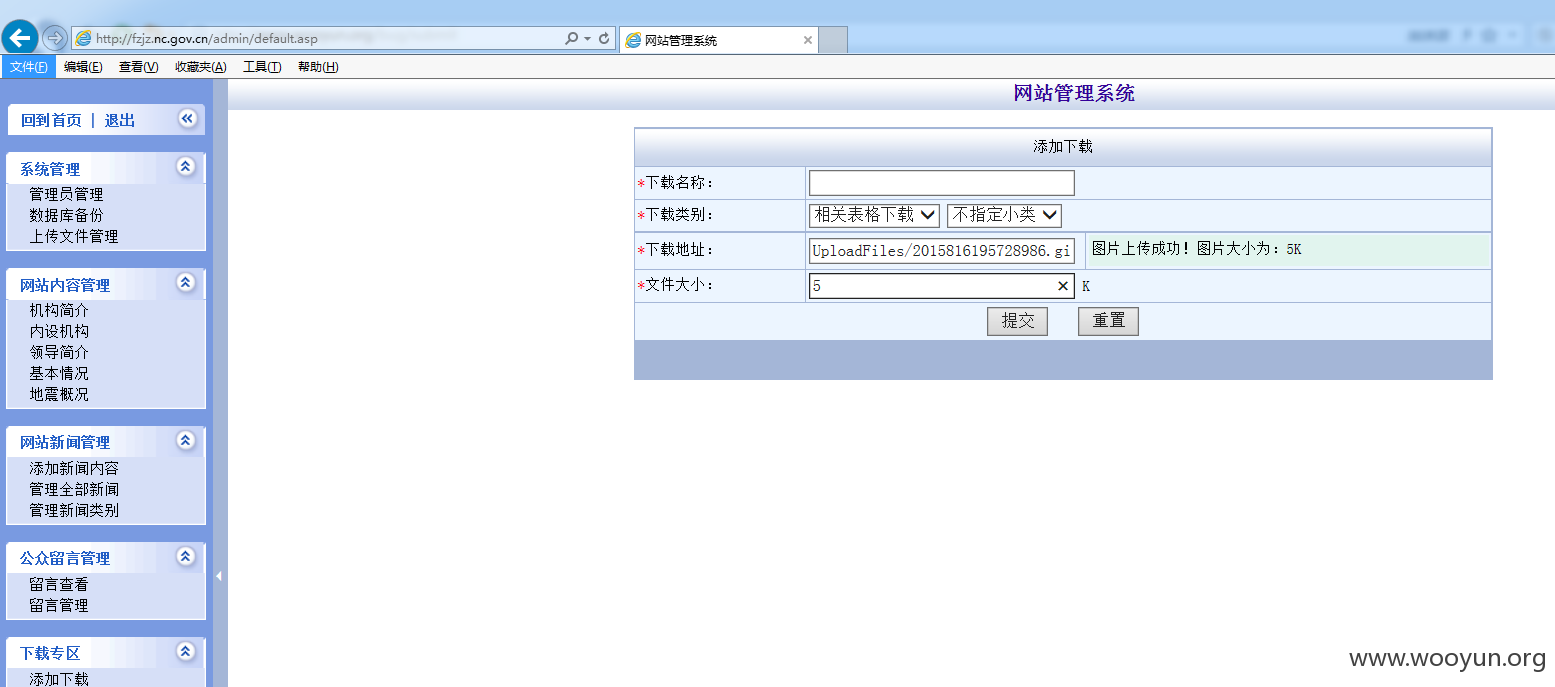 http://fzjz.nc.gov.cn/admin/default.asp
网站管理系统
文件(F) 编辑(E) 查看(V) 收藏夹(A) 工具(T) 帮助(H)
网站管理系统
回到首页 | 退出
系统管理
管理员管理
数据库备份
上传文件管理
网站内容管理
机构简介
内设机构
领导简介
基本情况
地震概况
网站新闻管理
添加新闻内容
管理全部新闻
管理新闻类别
公众留言管理
留言查看
留言管理
下载专区
添加下载
添加下载
*下载名称：
*下载类别： 相关表格下载 不指定小类
*下载地址： UploadFiles/2015816195728986.gi 图片上传成功！图片大小为：5K
*文件大小： 5 K
提交 重置
www.wooyun.org